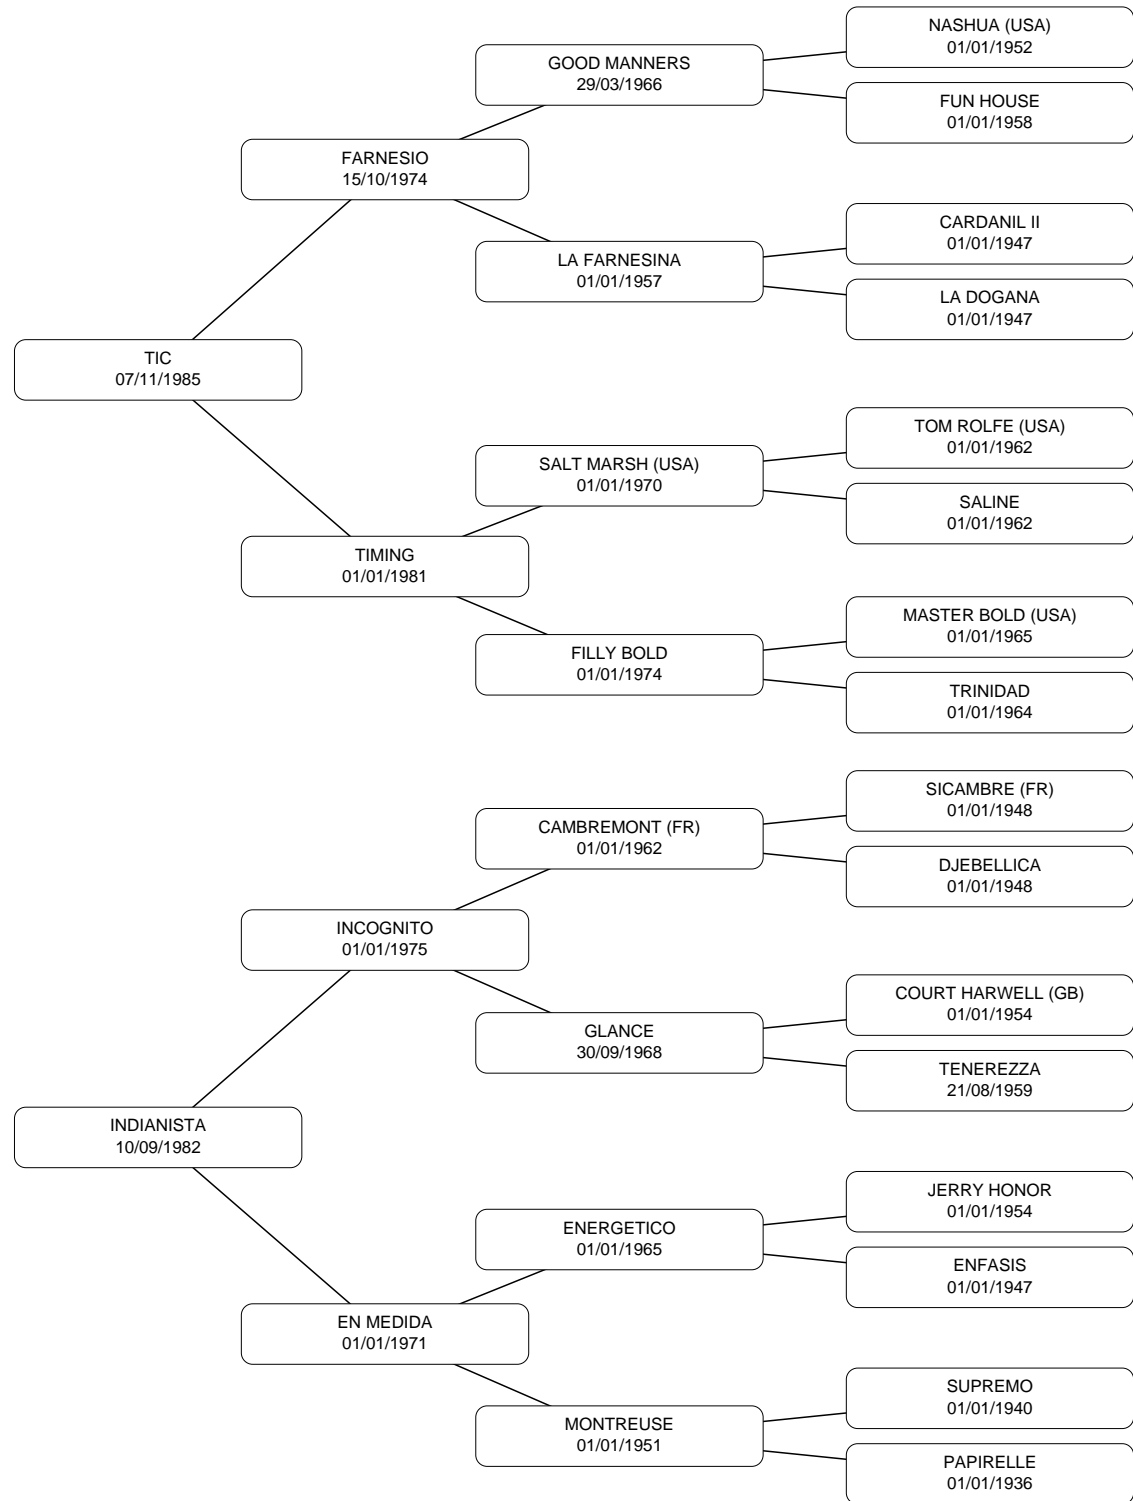 NASHUA (USA)
01/01/1952
GOOD MANNERS
29/03/1966
FUN HOUSE
01/01/1958
FARNESIO
15/10/1974
CARDANIL II
01/01/1947
LA FARNESINA
01/01/1957
LA DOGANA
01/01/1947
TIC
07/11/1985
TOM ROLFE (USA)
01/01/1962
SALT MARSH (USA)
01/01/1970
SALINE
01/01/1962
TIMING
01/01/1981
MASTER BOLD (USA)
01/01/1965
FILLY BOLD
01/01/1974
TRINIDAD
01/01/1964
SICAMBRE (FR)
01/01/1948
CAMBREMONT (FR)
01/01/1962
DJEBELLICA
01/01/1948
INCOGNITO
01/01/1975
COURT HARWELL (GB)
01/01/1954
GLANCE
30/09/1968
TENEREZZA
21/08/1959
INDIANISTA
10/09/1982
JERRY HONOR
01/01/1954
ENERGETICO
01/01/1965
ENFASIS
01/01/1947
EN MEDIDA
01/01/1971
SUPREMO
01/01/1940
MONTREUSE
01/01/1951
PAPIRELLE
01/01/1936